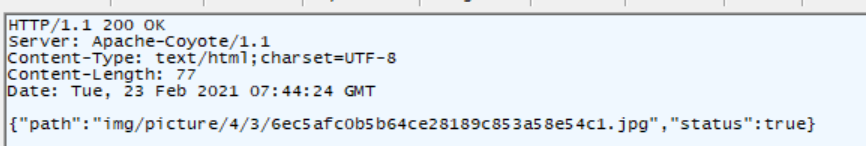 HTTP/1.1 200 OK
Server: Apache-Coyote/1.1
Content-Type: text/html;charset=UTF-8
Content-Length: 77
Date: Tue, 23 Feb 2021 07:44:24 GMT
{"path":"img/picture/4/3/6ec5afc0b5b64ce28189c853a58e54c1.jpg","status":true}